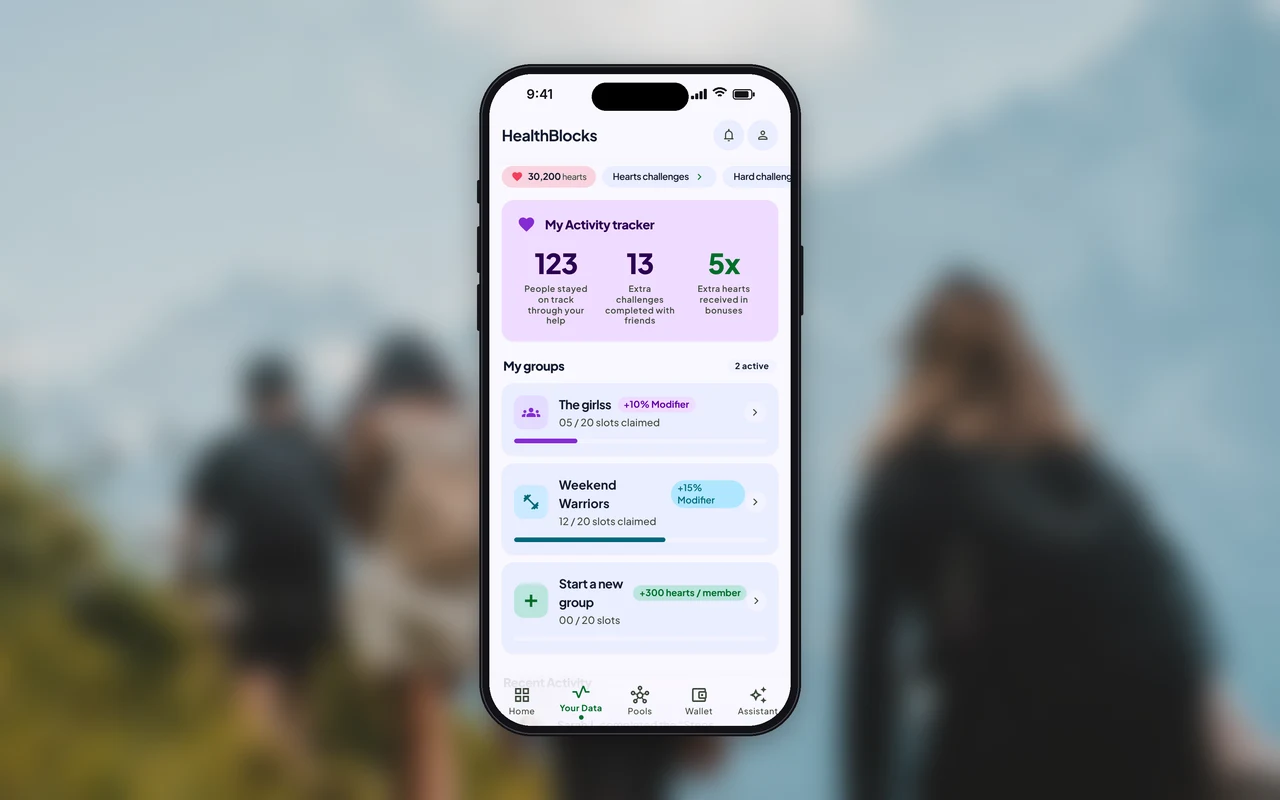 9:41
HealthBlocks
30,200 hearts
Hearts challenges
Hard challeng
My Activity tracker
123
13
5x
People stayed
on track
through your
help
Extra
challenges
completed with
friends
Extra hearts
received in
bonuses
My groups
2 active
The girlss
+10% Modifier
05 / 20 slots claimed
Weekend
Warriors
+15%
Modifier
12 / 20 slots claimed
Start a new
group
+300 hearts / member
00 / 20 slots
Recent Activity
Home
Your Data
Pools
Wallet
Assistant